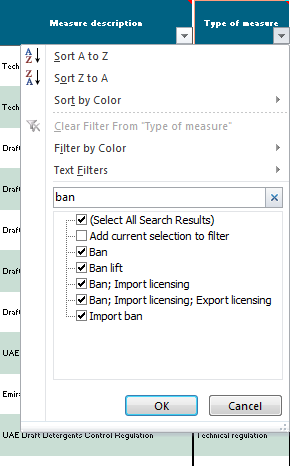 Measure description Type of measure
Tech
Tech
Draf
Draf
Draf
Draf
Draf
UAE
Emira
UAE Draft Detergents Control Regulation Technical regulation
A Z Sort A to Z
Z A Sort Z to A
Sort by Color
Clear Filter From "Type of measure"
Filter by Color
Text Filters
ban
(Select All Search Results)
Add current selection to filter
Ban
Ban lift
Ban; Import licensing
Ban; Import licensing; Export licensing
Import ban
OK Cancel